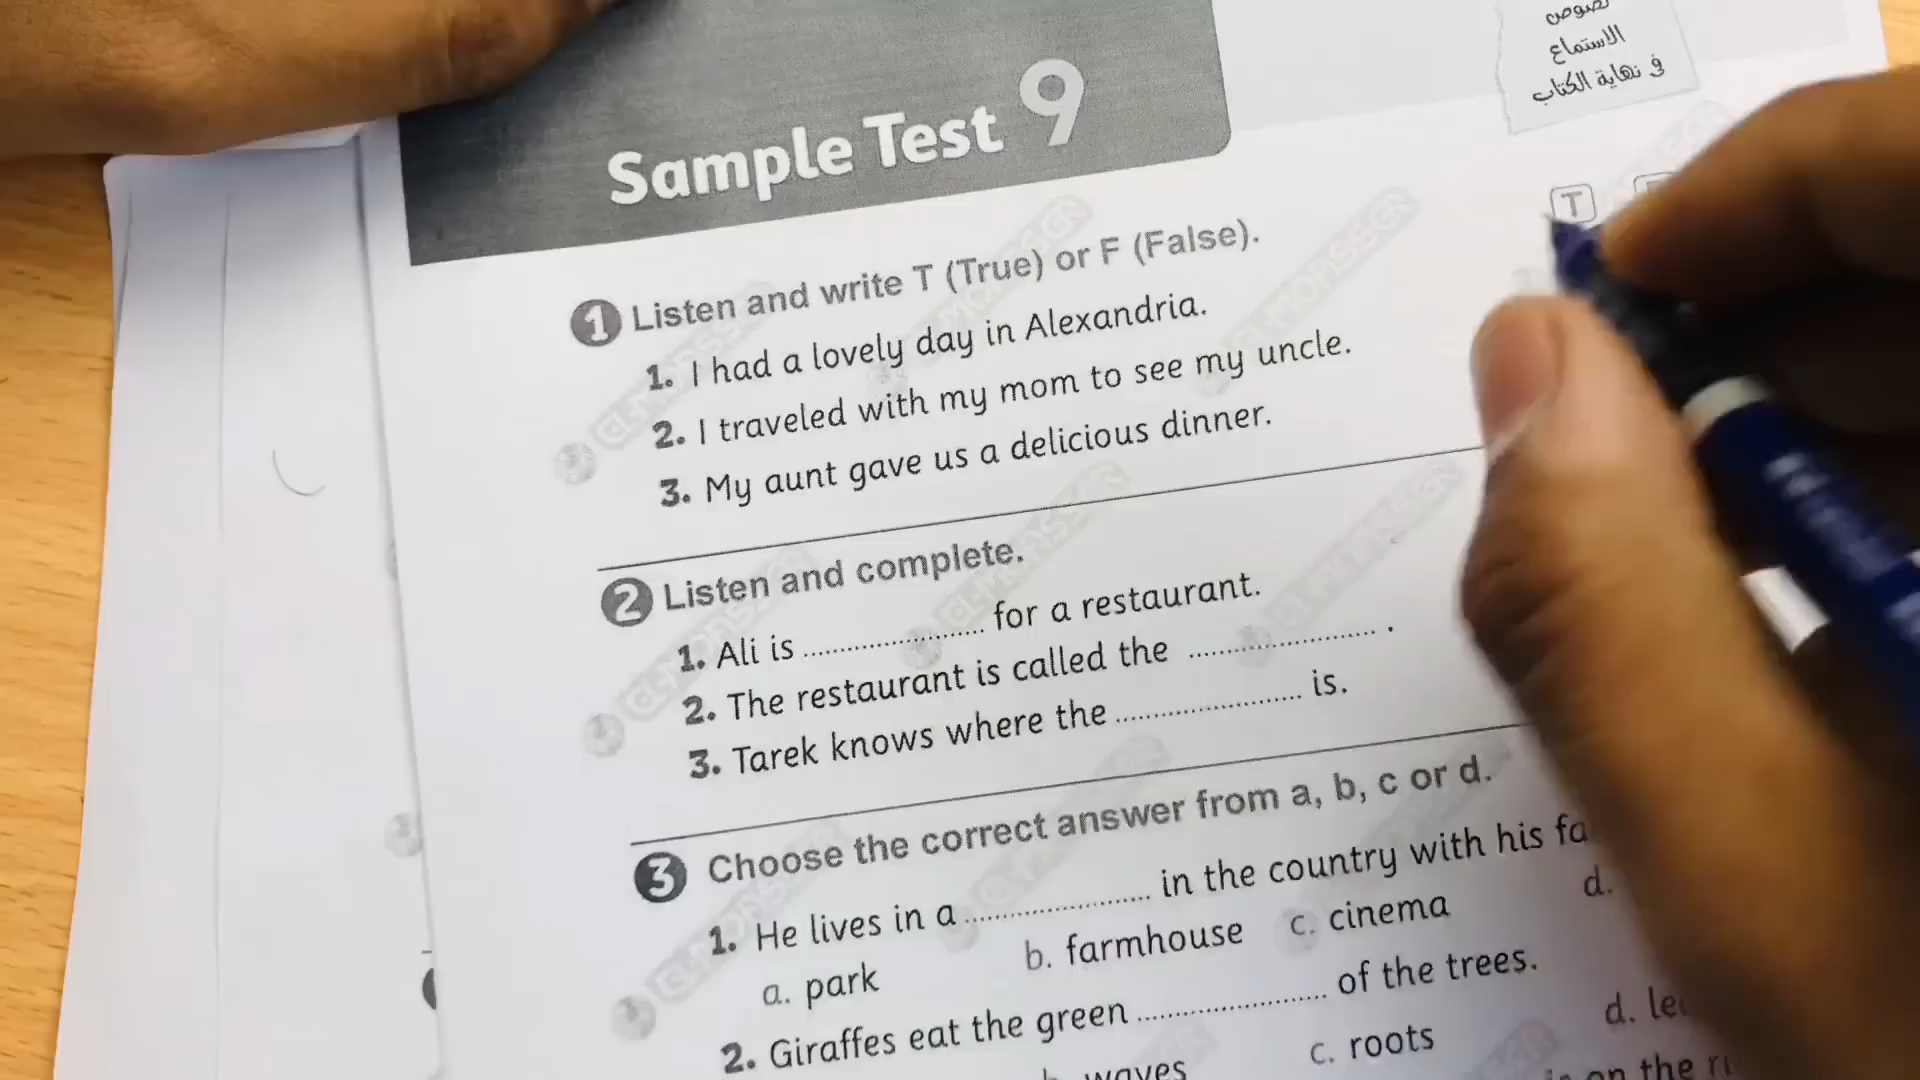 نصوص
الاستماع
فى نهاية الكتاب
Sample Test 9
T
1 Listen and write T (True) or F (False).
1. I had a lovely day in Alexandria.
2. I traveled with my mom to see my uncle.
3. My aunt gave us a delicious dinner.
2 Listen and complete.
1. Ali is .................... for a restaurant.
2. The restaurant is called the .................... .
3. Tarek knows where the .................... is.
3 Choose the correct answer from a, b, c or d.
1. He lives in a .................... in the country with his
a. park b. farmhouse c. cinema d.
2. Giraffes eat the green .................... of the trees.
b. waves c. roots d.
on the